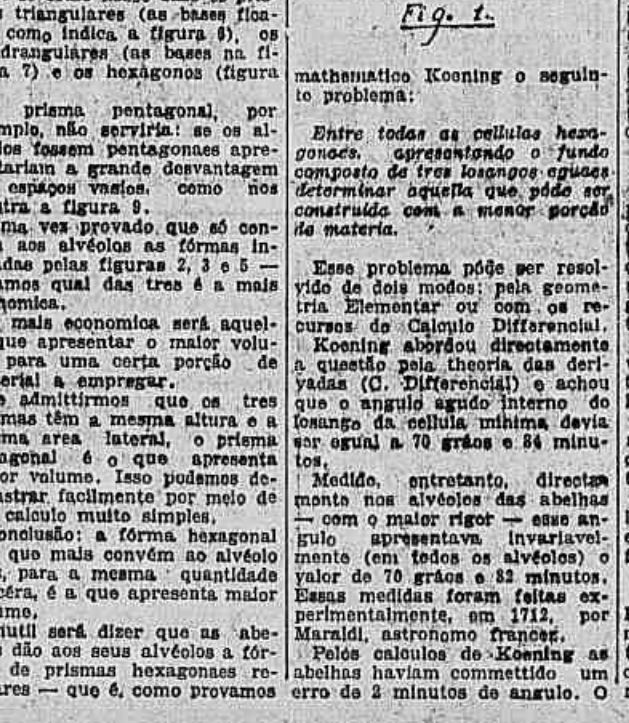 triangulares (as bases
como indica a figura 6), os
drangulares (as bases na fi-
a 7) e os hexágonos (figura
prisma pentagonal, por
mplo, não serviria: se os al-
los fossem pentagonaes apre-
tariam a grande desvantagem
espaços vasios, como nos
tra a figura 9.
ma vez provado que só con-
aos alvéolos as fórmas in-
adas pelas figuras 2, 3 e 5 —
amos qual das tres é a mais
nomica.
mais economica será aquel-
que apresentar o maior volu-
para uma certa porção de
erial a empregar.
admittirmos que os tres
mas têm a mesma altura e a
ma area lateral, o prisma
agonal é o que apresenta
or volume. Isso podamos de-
nstrar facilmente por meio de
calculo muito simples.
onclusão: a fórma hexagonal
que mais convém ao alvéolo
, para a mesma quantidade
céra, é a que apresenta maior
ume.
nutil será dizer que as abe-
dão aos seus alvéolos a fór-
de prismas hexagonaes re-
ares — que é, como provamos
Fig. 1.
mathematico Koening o seguin-
te problema:
Entre todas as cellulas hexa-
gonaes, apresentando o fundo
composto de tres losangos eguaes
determinar aquella que póde ser
construida com a menor porção
de materia.
Esse problema póde ser resol-
vido de dois modos: pela geome-
tria Elementar ou com os re-
cursos do Calculo Differencial.
Koening abordou directamente
a questão pela theoria das deri-
vadas (C. Differencial) e achou
que o angulo agudo interno do
losango da cellula minima devia
ser egual a 70 gráos e 84 minu-
tos.
Medido, entretanto, directa
mente nos alvéolos das abelhas
— com o maior rigor — esse an-
gulo apresentava invariavel-
mente (em todos os alvéolos) o
valor de 70 gráos e 82 minutos.
Essas medidas foram feitas ex-
perimentalmente, em 1712, por
Maraldi, astronomo francez.
Pelos calculos de Koening as
abelhas haviam commettido um
erro de 2 minutos de angulo. O